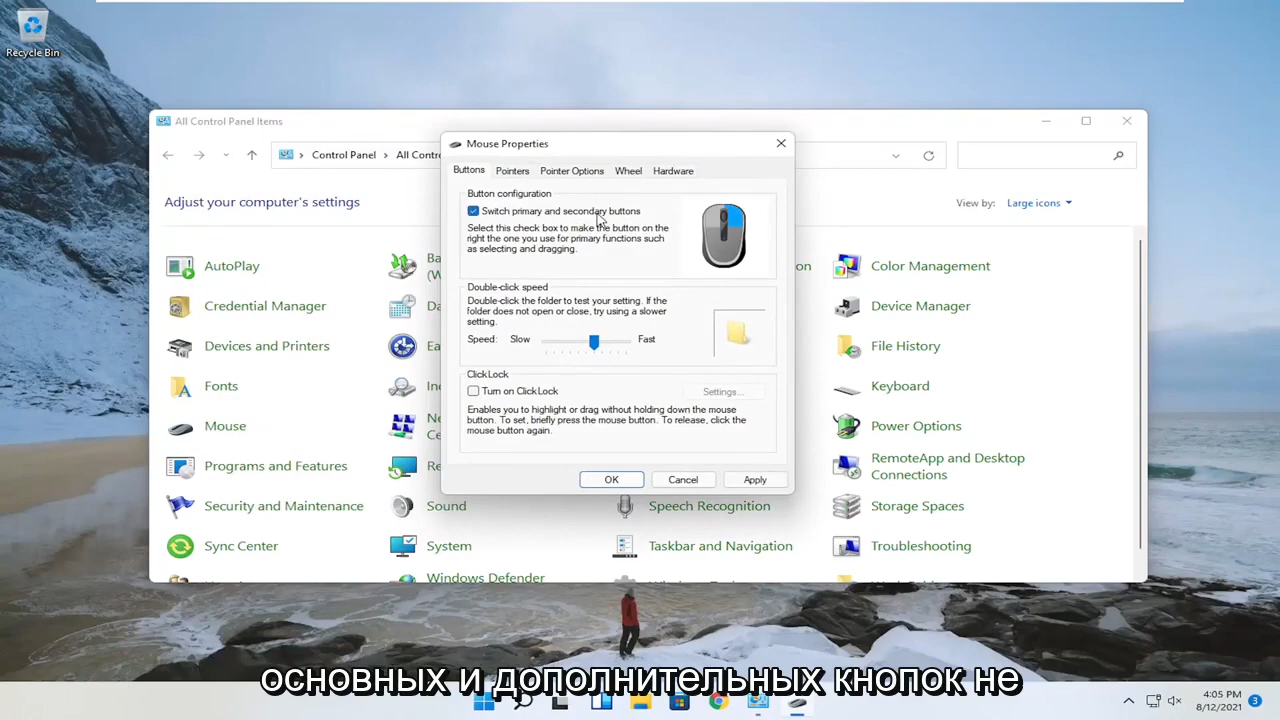 Recycle Bin
All Control Panel Items
Control Panel
All Contro
Adjust your computer's settings
View by:
Large icons
AutoPlay
Credential Manager
Devices and Printers
Fonts
Mouse
Programs and Features
Security and Maintenance
Sync Center
Sound
System
Windows Defender
Speech Recognition
Taskbar and Navigation
Color Management
Device Manager
File History
Keyboard
Power Options
RemoteApp and Desktop
Connections
Storage Spaces
Troubleshooting
Mouse Properties
Buttons
Pointers
Pointer Options
Wheel
Hardware
Button configuration
Switch primary and secondary buttons
Select this check box to make the button on the
right the one you use for primary functions such
as selecting and dragging.
Double-click speed
Double-click the folder to test your setting. If the
folder does not open or close, try using a slower
setting.
Speed:
Slow
Fast
ClickLock
Turn on ClickLock
Settings...
Enables you to highlight or drag without holding down the mouse
button. To set, briefly press the mouse button. To release, click the
mouse button again.
OK
Cancel
Apply
основных и дополнительных кнопок не
4:05 PM
8/12/2021
3